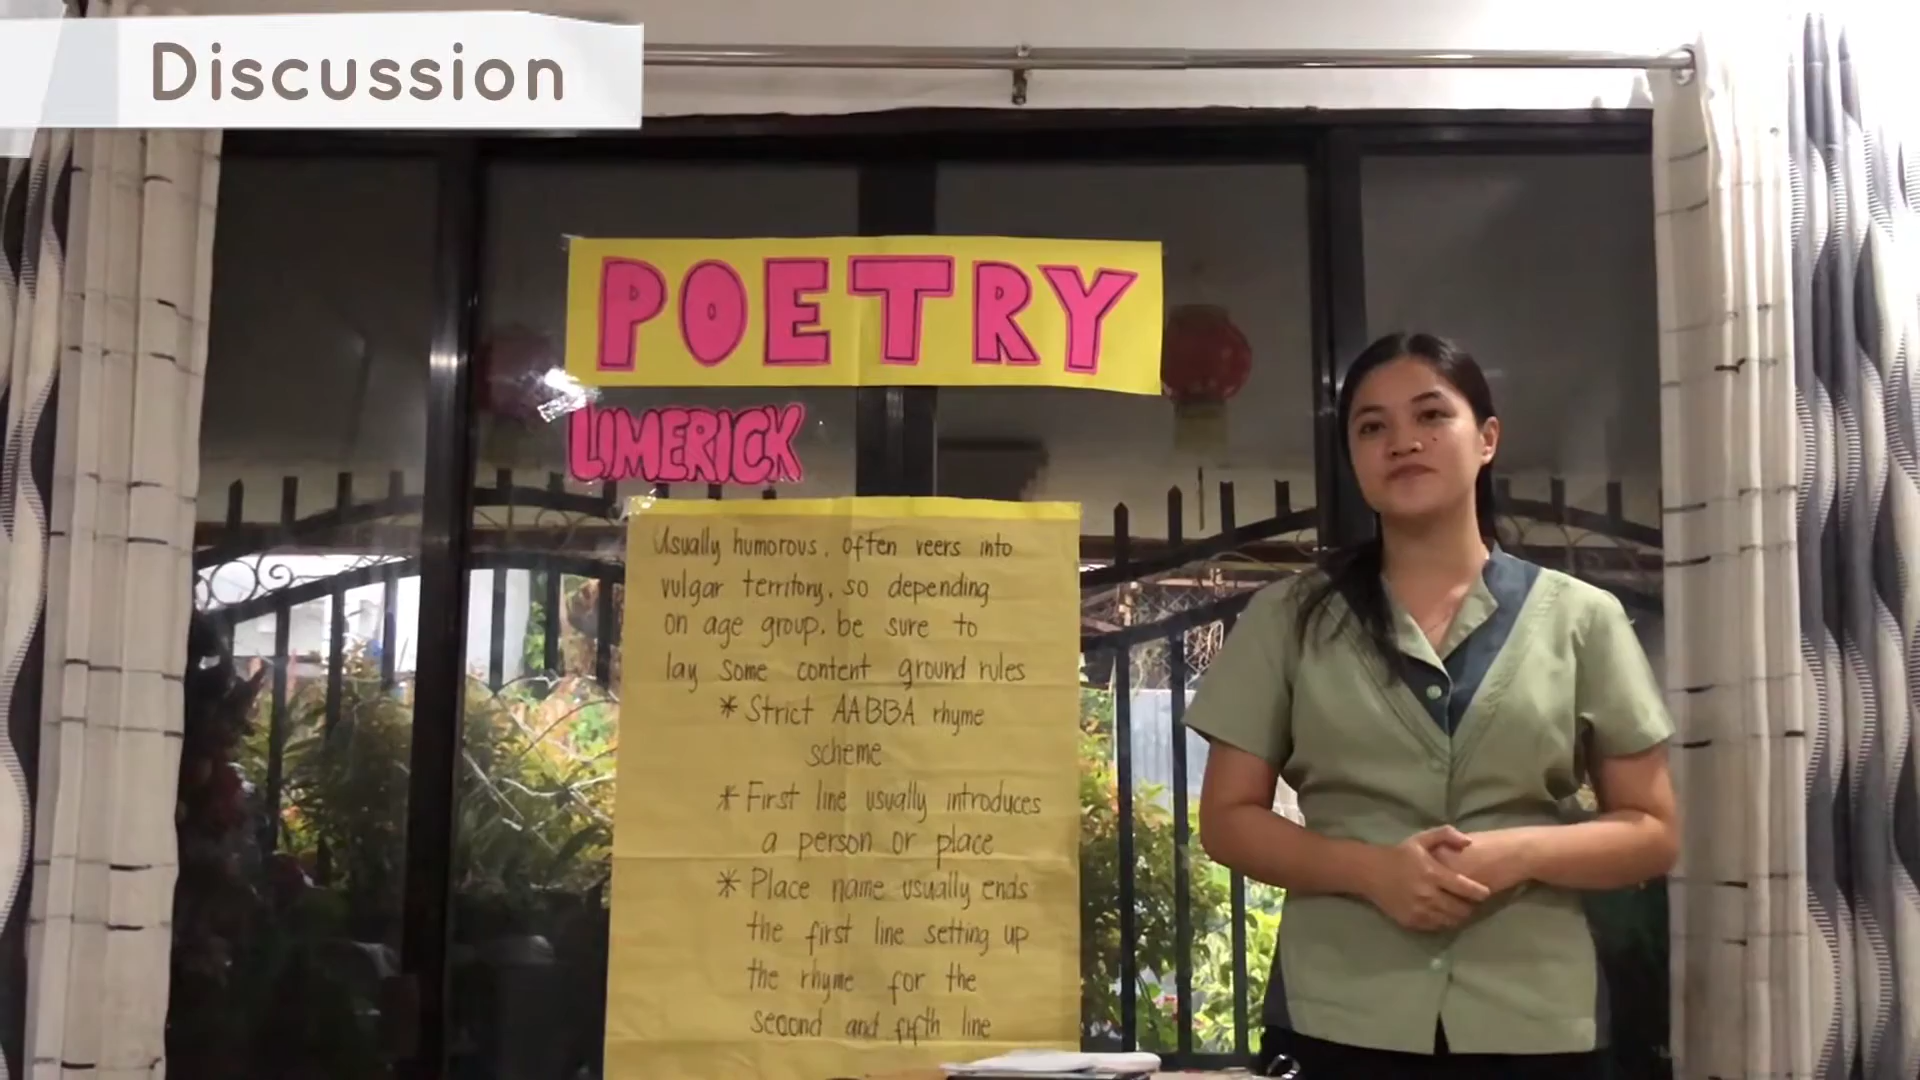 Discussion
POETRY
LIMERICK
Usually humorous, often veers into
vulgar territory, so depending
on age group, be sure to
lay some content ground rules
* Strict AABBA rhyme
scheme
* First line usually introduces
a person or place
* Place name usually ends
the first line setting up
the rhyme for the
second and fifth line